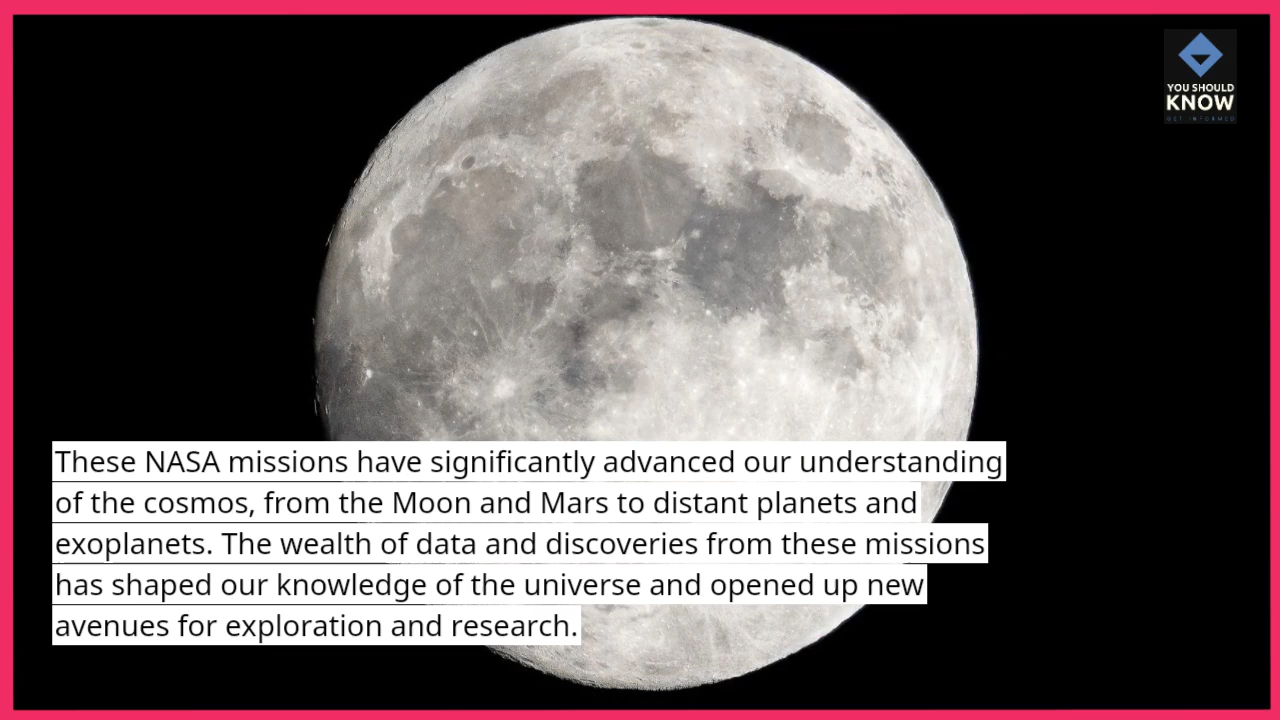 YOU SHOULD
KNOW
GET INFORMED
These NASA missions have significantly advanced our understanding
of the cosmos, from the Moon and Mars to distant planets and
exoplanets. The wealth of data and discoveries from these missions
has shaped our knowledge of the universe and opened up new
avenues for exploration and research.